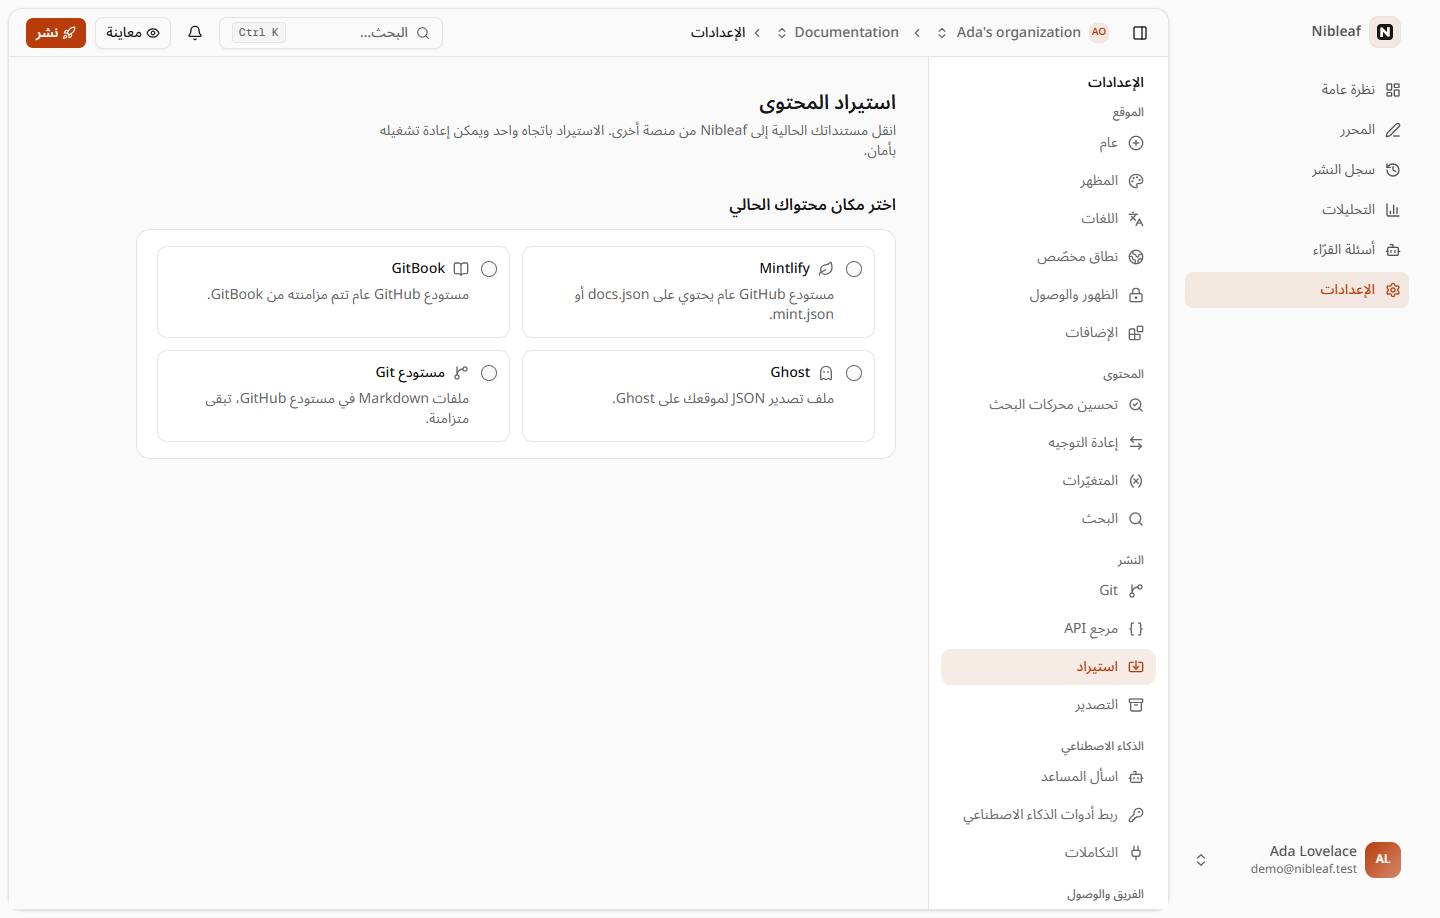 Nibleaf
نظرة عامة
المحرر
سجل النشر
التحليلات
أسئلة القرّاء
الإعدادات
Ada Lovelace
demo@nibleaf.test
AL
AO Ada's organization
Documentation
الإعدادات
البحث...
Ctrl K
معاينة
نشر
الإعدادات
الموقع
عام
المظهر
اللغات
نطاق مخصّص
الظهور والوصول
الإضافات
المحتوى
تحسين محركات البحث
إعادة التوجيه
المتغيّرات
البحث
النشر
Git
مرجع API
استيراد
التصدير
الذكاء الاصطناعي
اسأل المساعد
ربط أدوات الذكاء الاصطناعي
التكاملات
الفريق والوصول
استيراد المحتوى
انقل مستنداتك الحالية إلى Nibleaf من منصة أخرى. الاستيراد باتجاه واحد ويمكن إعادة تشغيله
بأمان.
اختر مكان محتواك الحالي
Mintlify
مستودع GitHub عام يحتوي على docs.json أو
mint.json.
GitBook
مستودع GitHub عام تتم مزامنته من GitBook.
Ghost
ملف تصدير JSON لموقعك على Ghost.
مستودع Git
ملفات Markdown في مستودع GitHub، تبقى
متزامنة.